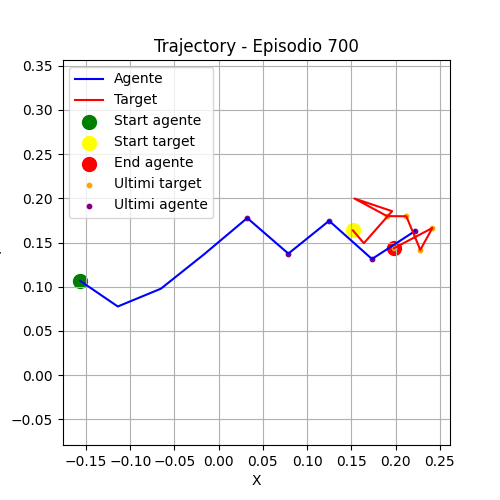 Trajectory - Episodio 700
Agente
Target
Start agente
Start target
End agente
Ultimi target
Ultimi agente
0.35
0.30
0.25
0.20
0.15
0.10
0.05
0.00
−0.05
−0.15 −0.10 −0.05 0.00 0.05 0.10 0.15 0.20 0.25
X